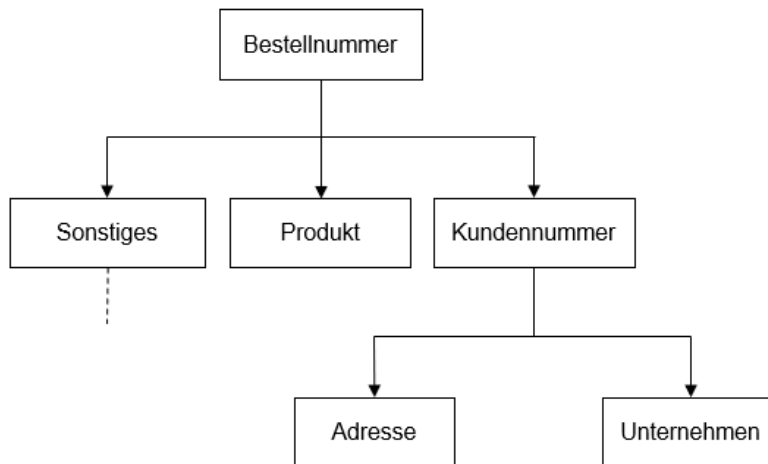 Bestellnummer
Sonstiges
Produkt
Kundennummer
Adresse
Unternehmen